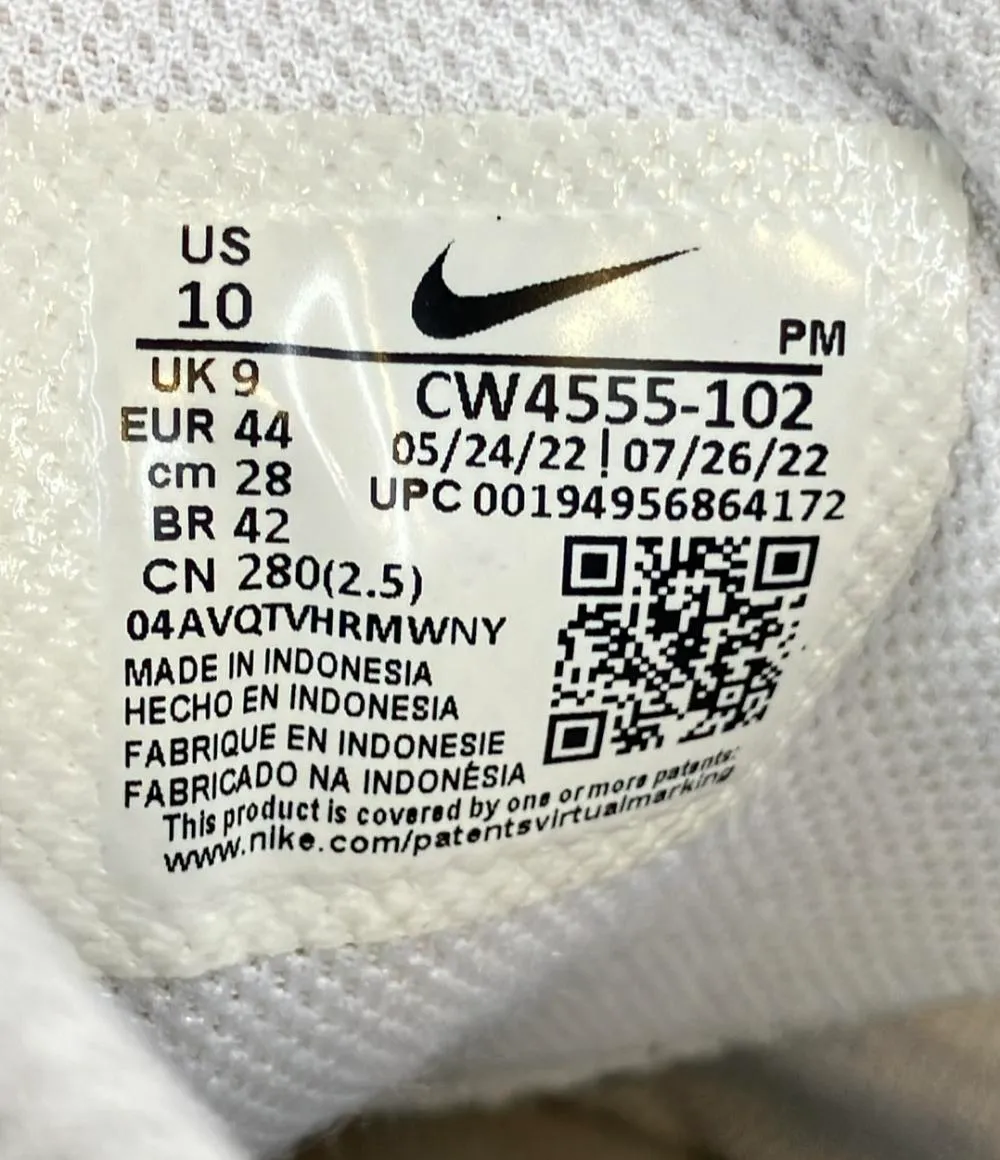 US
10
PM
UK 9
CW4555-102
EUR 44
05/24/22 | 07/26/22
cm 28
UPC 00194956864172
BR 42
CN 280(2.5)
04AVQTVHRMWNY
MADE IN INDONESIA
HECHO EN INDONESIA
FABRIQUE EN INDONESIE
FABRICADO NA INDONÉSIA
This product is covered by one or more patents:
www.nike.com/patentsvirtualmarking